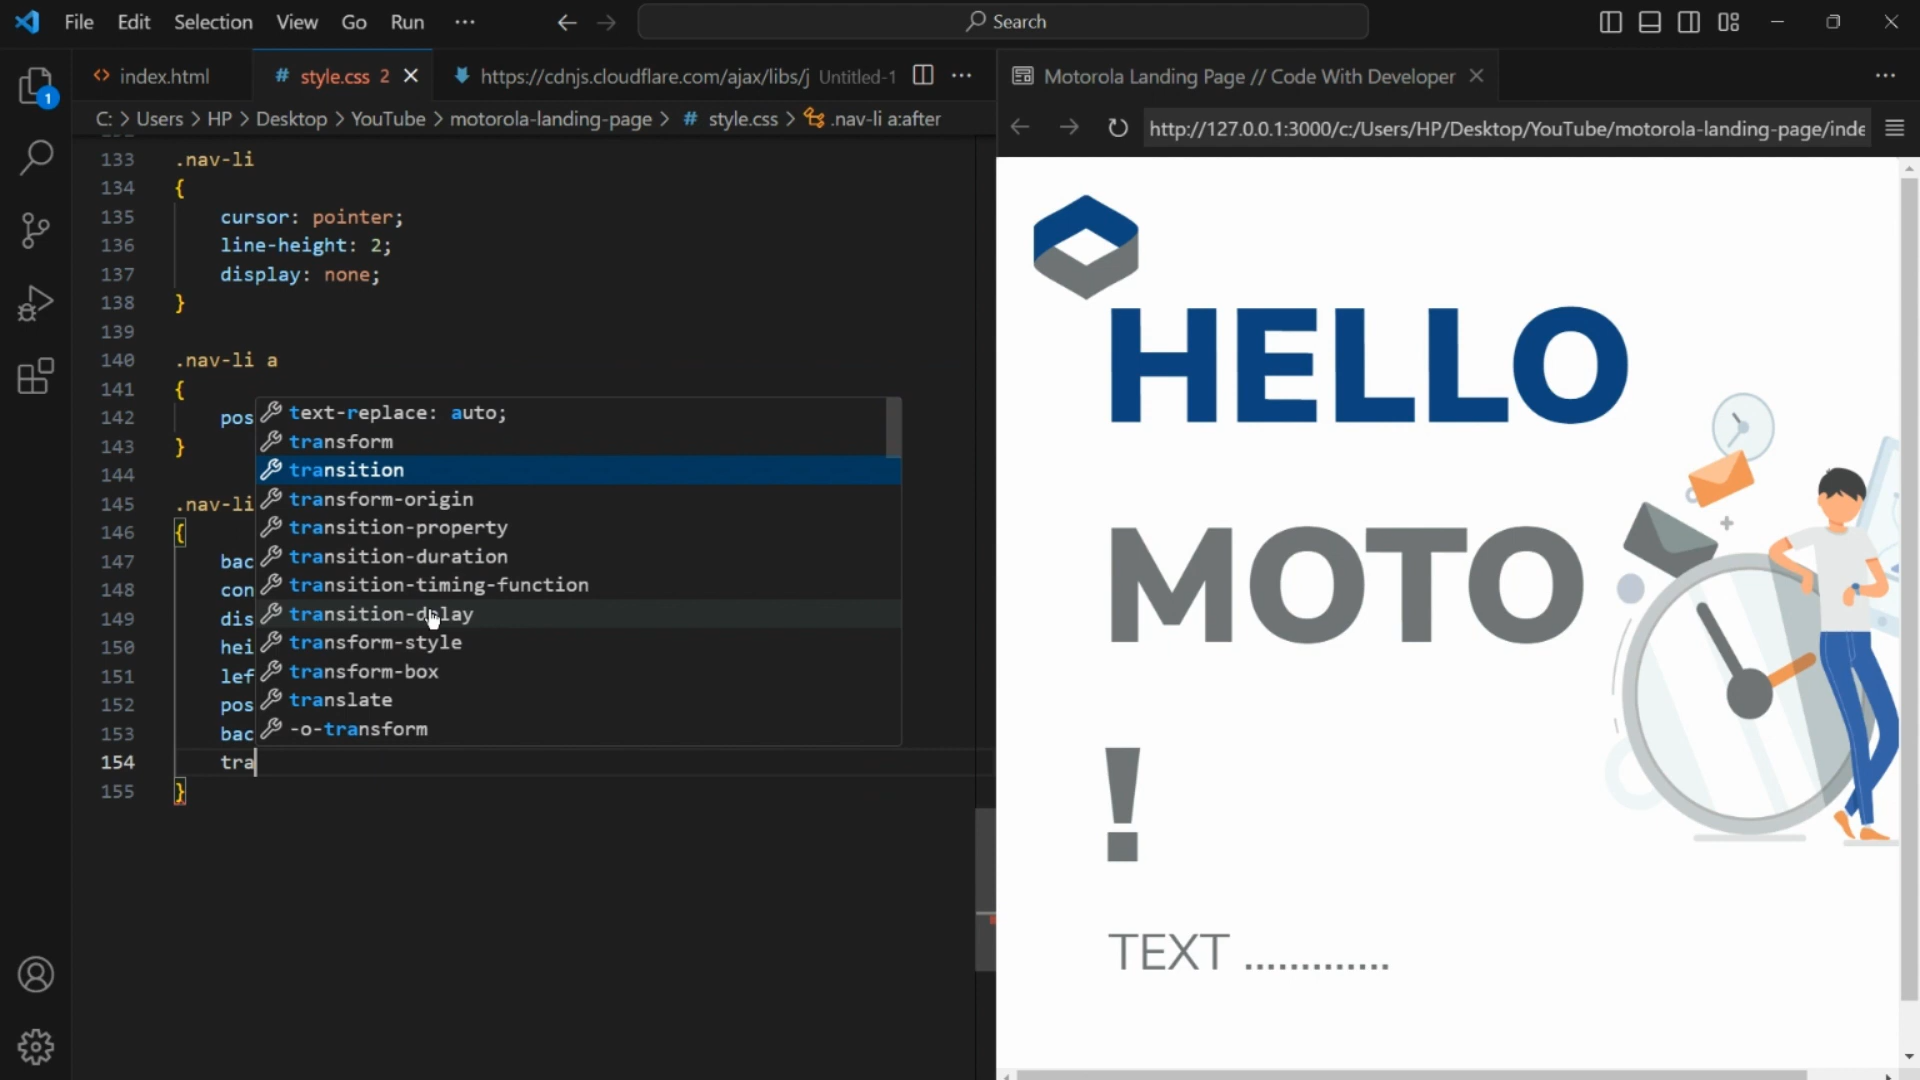 File Edit Selection View Go Run ··· Search
index.html # style.css 2 https://cdnjs.cloudflare.com/ajax/libs/j Untitled-1 ···
Motorola Landing Page // Code With Developer ···
1
C: > Users > HP > Desktop > YouTube > motorola-landing-page > # style.css > .nav-li a:after
http://127.0.0.1:3000/c:/Users/HP/Desktop/YouTube/motorola-landing-page/inde
133 .nav-li
134 {
135 cursor: pointer;
136 line-height: 2;
137 display: none;
138 }
139
140 .nav-li a
141 {
142 pos
143 }
144
145 .nav-li
146 {
147 bac
148 con
149 dis
150 hei
151 lef
152 pos
153 bac
154 tra
155 }
text-replace: auto;
transform
transition
transform-origin
transition-property
transition-duration
transition-timing-function
transition-delay
transform-style
transform-box
translate
-o-transform
HELLO
MOTO
!
TEXT .............